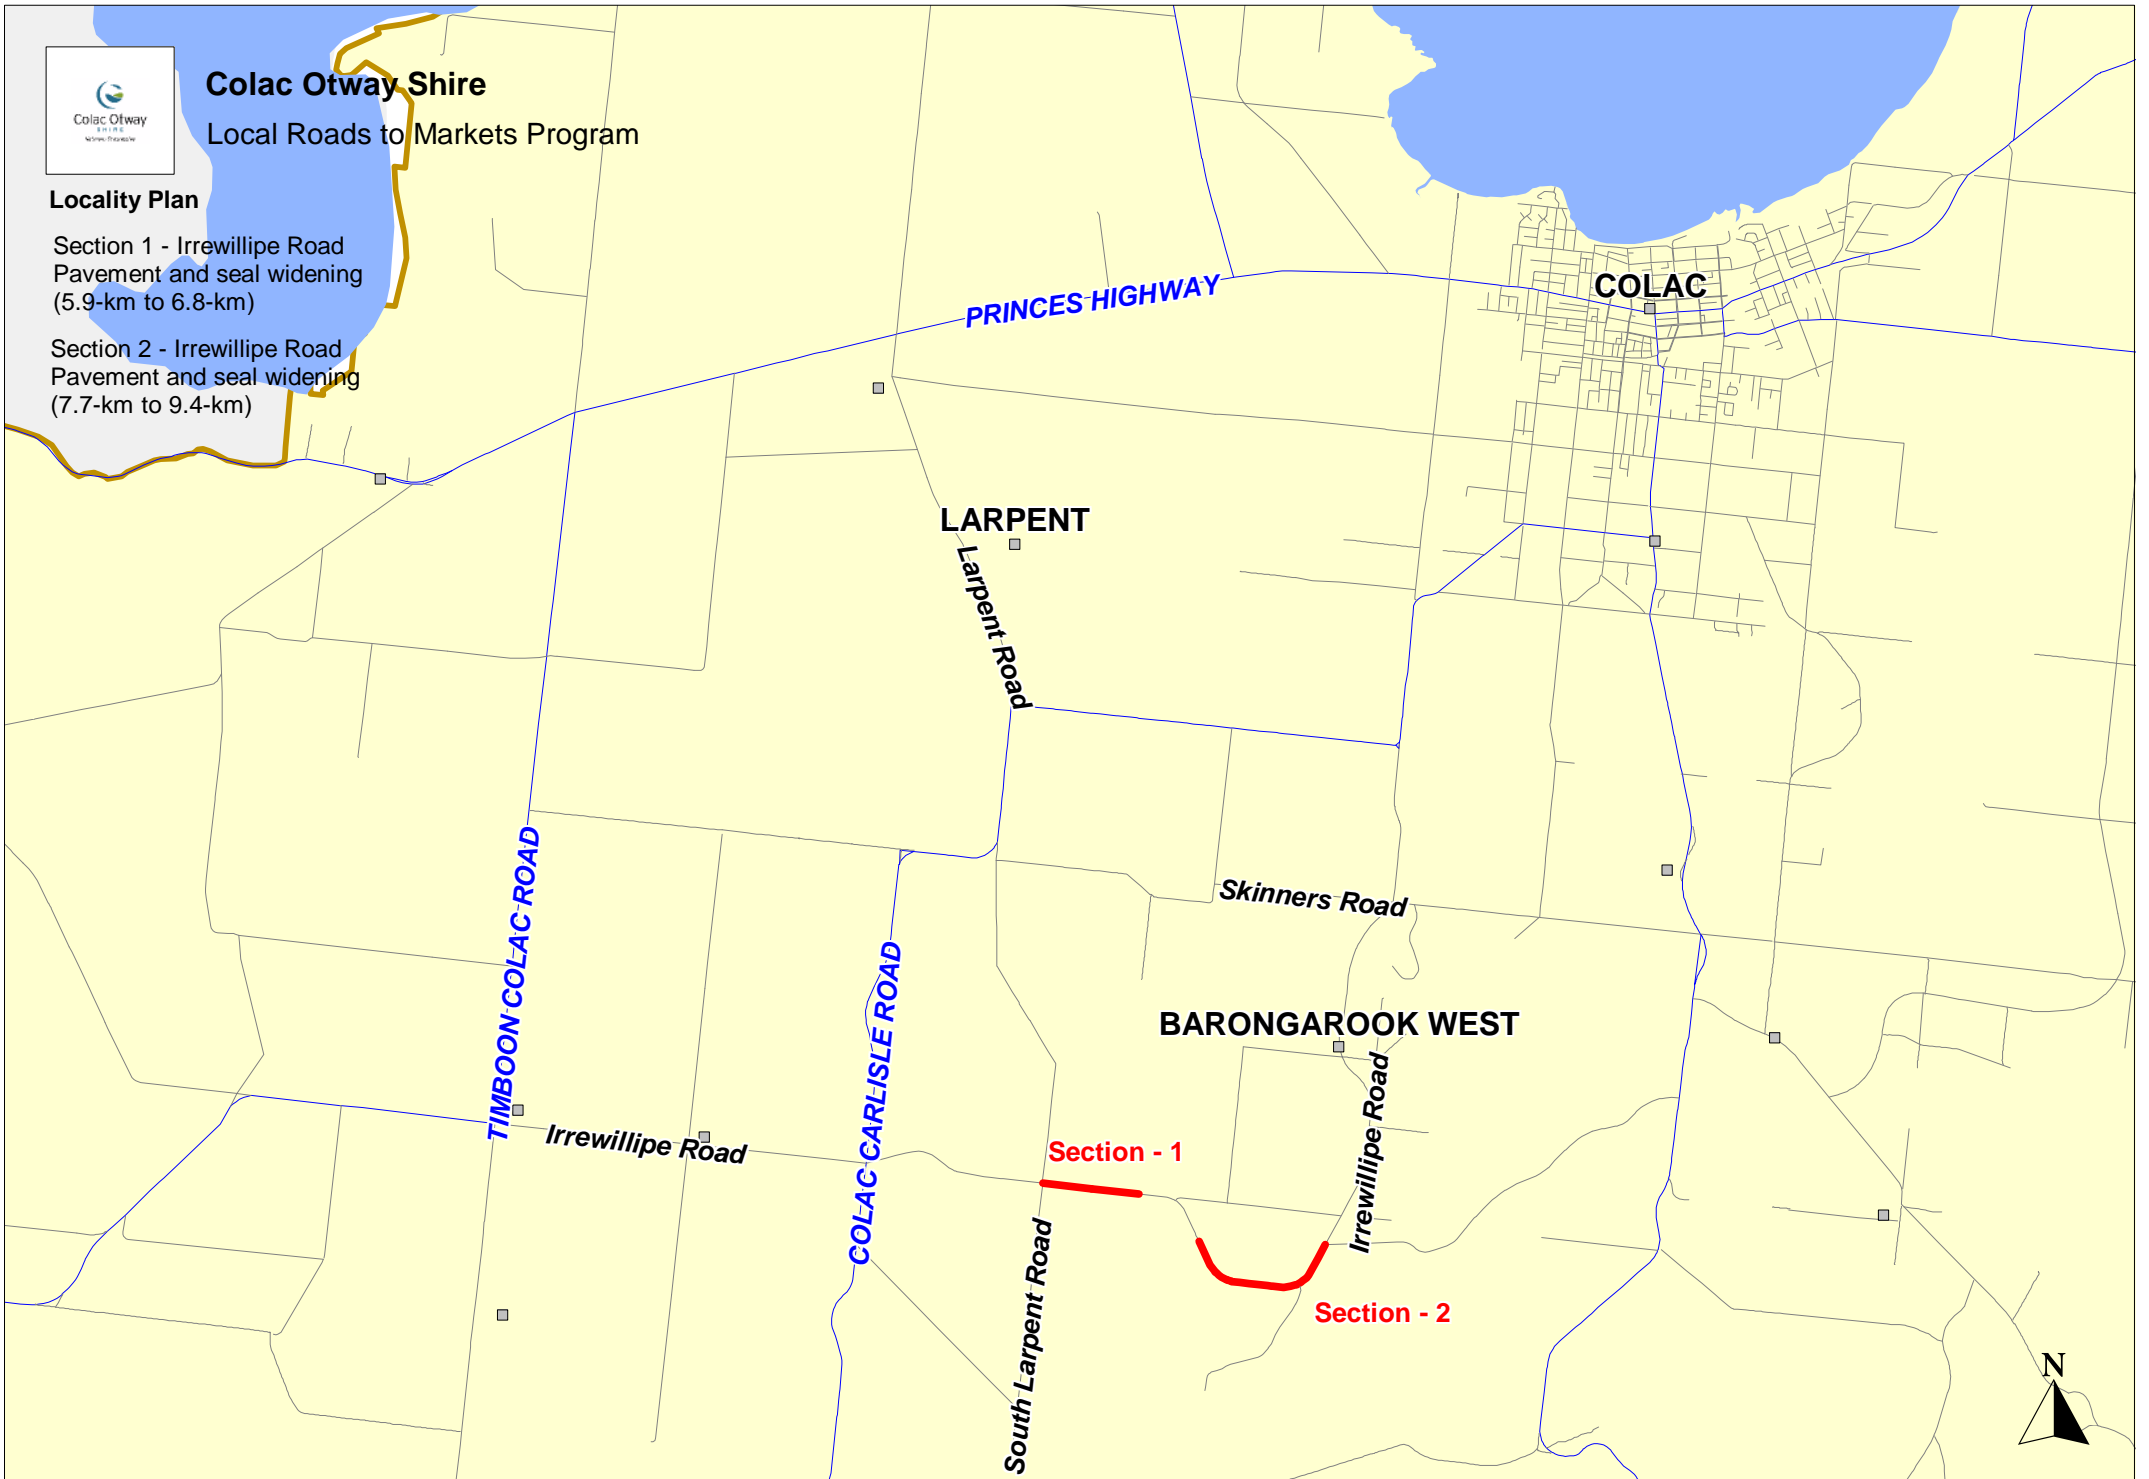 Colac Otway
SHIRE
Colac Otway Shire
Local Roads to Markets Program
Locality Plan
Section 1 - Irrewillipe Road
Pavement and seal widening
(5.9-km to 6.8-km)
Section 2 - Irrewillipe Road
Pavement and seal widening
(7.7-km to 9.4-km)
PRINCES HIGHWAY
COLAC
LARPENT
Larpent Road
TIMBOON COLAC ROAD
Skinners Road
COLAC CARLISLE ROAD
BARONGAROOK WEST
Irrewillipe Road
Irrewillipe Road
Section - 1
South Larpent Road
Section - 2
N